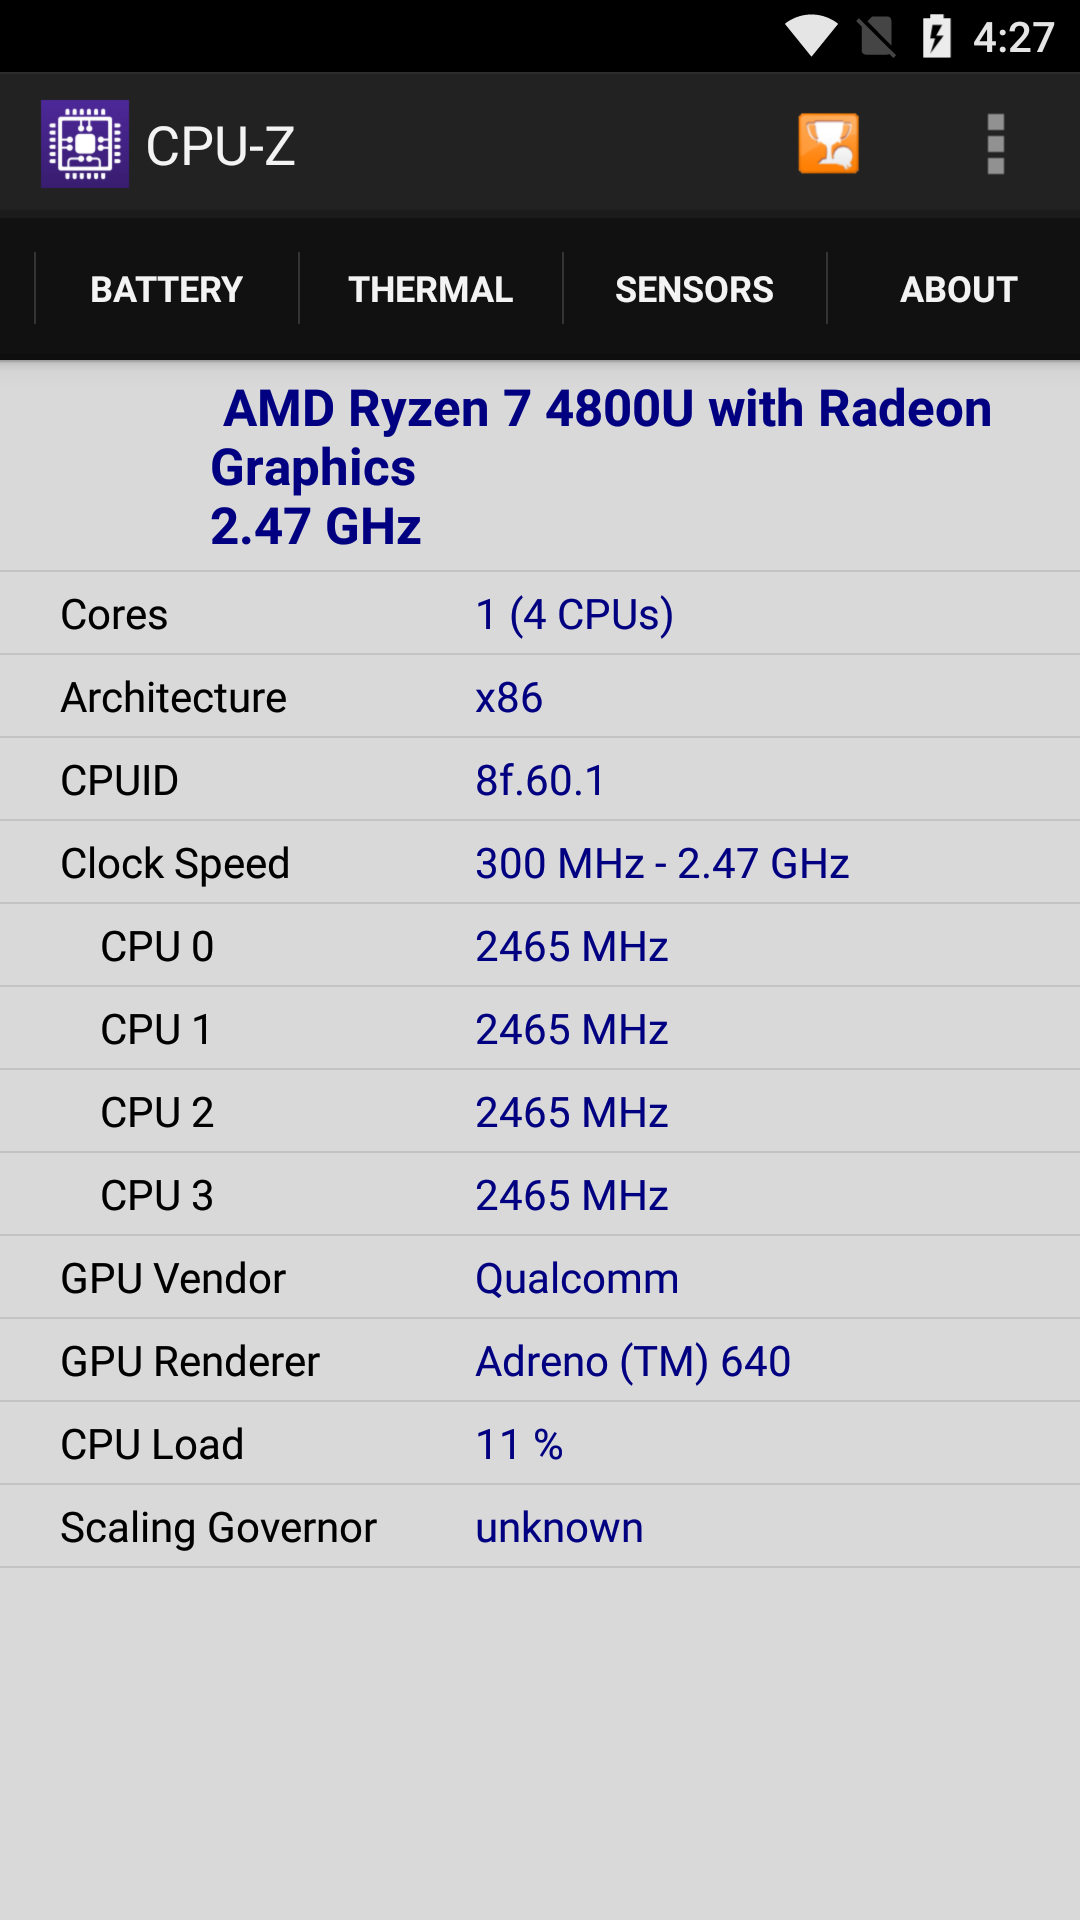 4:27
CPU-Z
BATTERY THERMAL SENSORS ABOUT
AMD Ryzen 7 4800U with Radeon
Graphics
2.47 GHz
Cores 1 (4 CPUs)
Architecture x86
CPUID 8f.60.1
Clock Speed 300 MHz - 2.47 GHz
CPU 0 2465 MHz
CPU 1 2465 MHz
CPU 2 2465 MHz
CPU 3 2465 MHz
GPU Vendor Qualcomm
GPU Renderer Adreno (TM) 640
CPU Load 11 %
Scaling Governor unknown